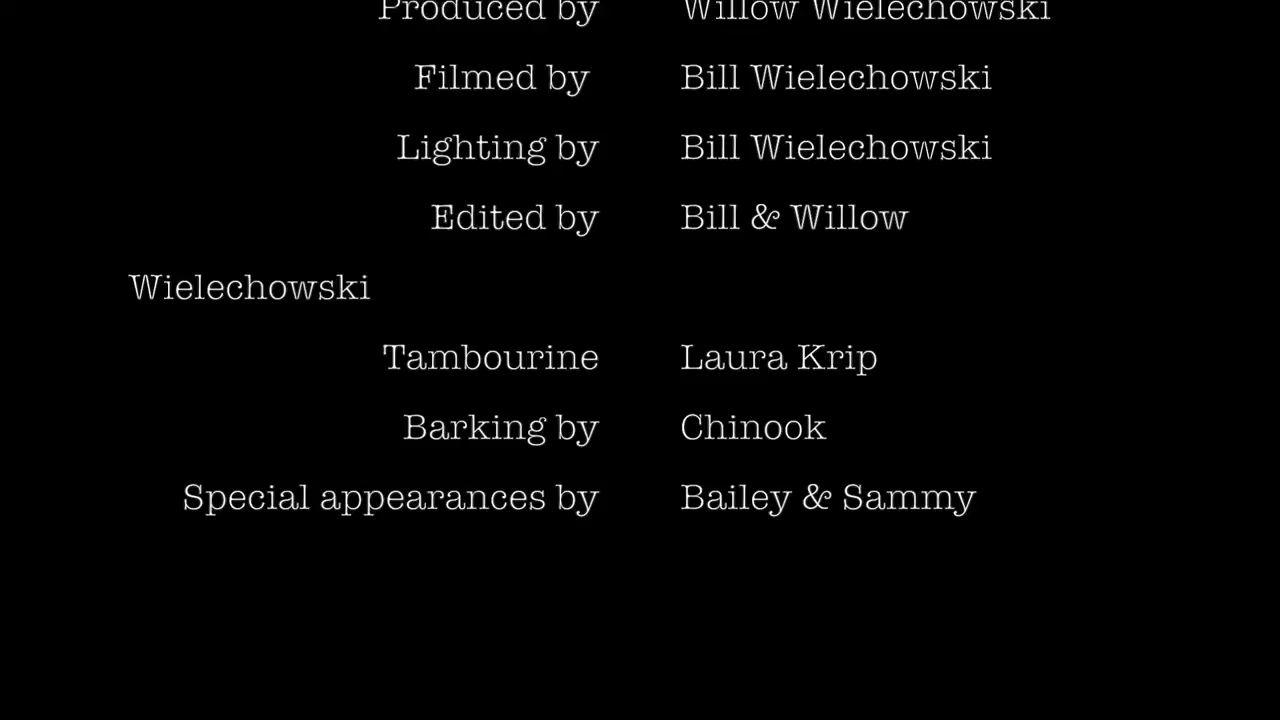 Produced by Willow Wielechowski
Filmed by Bill Wielechowski
Lighting by Bill Wielechowski
Edited by Bill & Willow
Wielechowski
Tambourine Laura Krip
Barking by Chinook
Special appearances by Bailey & Sammy